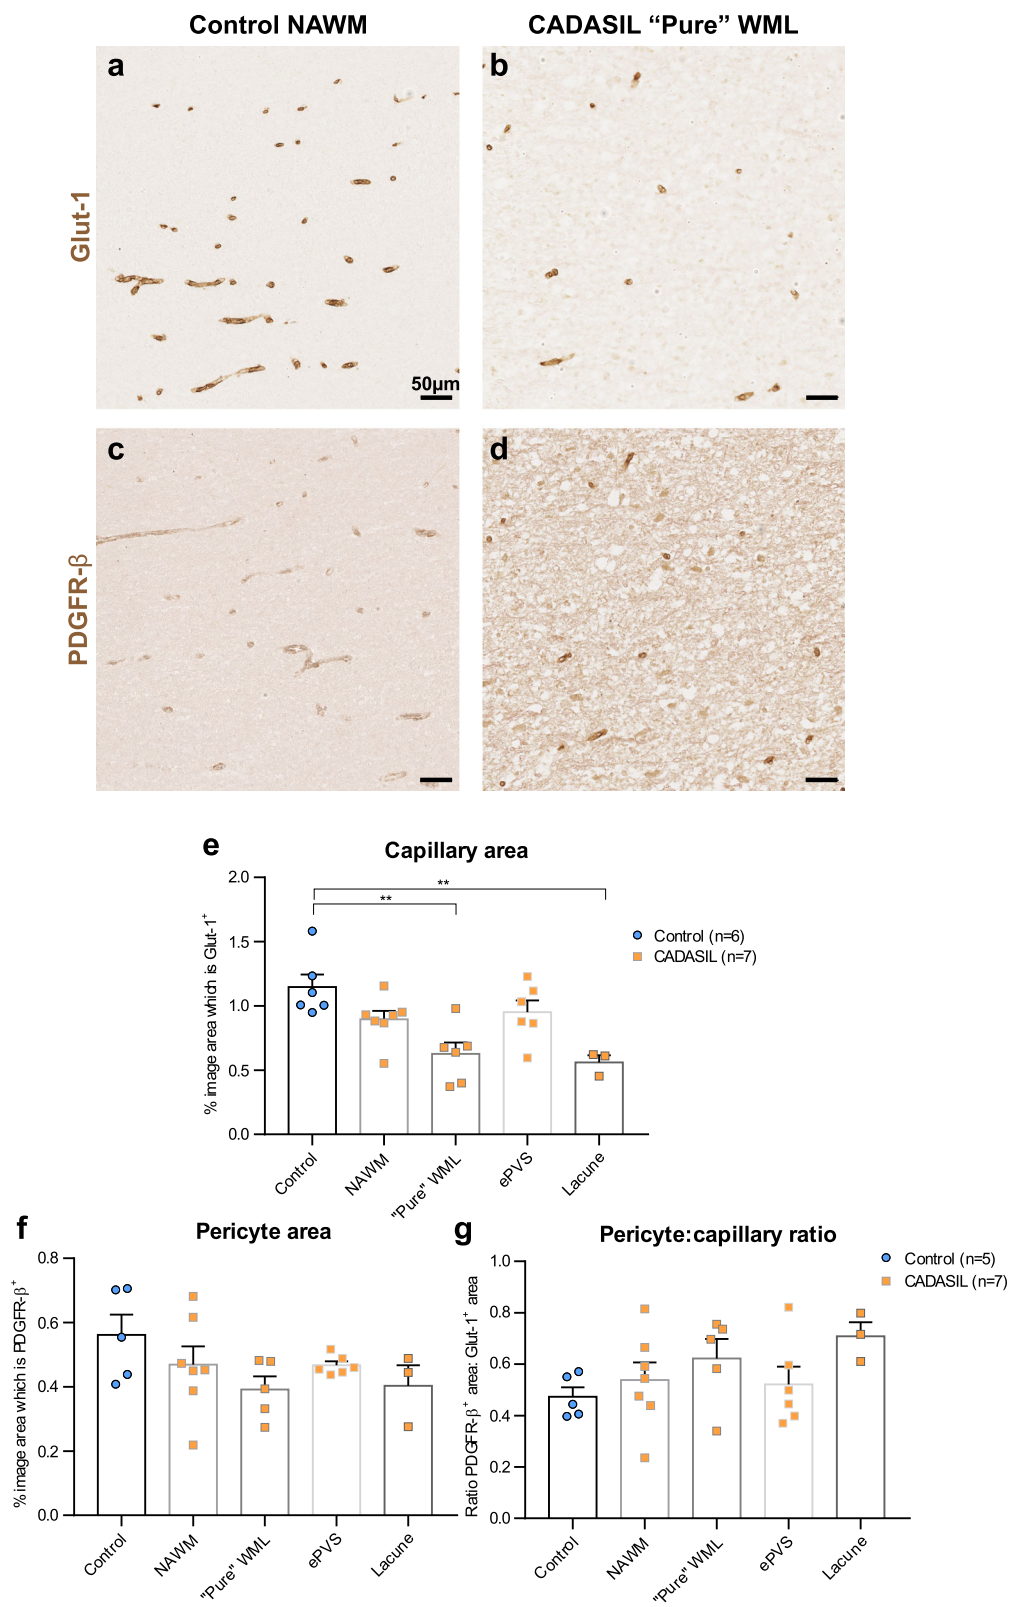 Control NAWM
CADASIL “Pure” WML
a
b
Glut-1
50µm
c
d
PDGFR-β
e
Capillary area
% image area which is Glut-1+
2.0
1.5
1.0
0.5
0.0
**
**
Control (n=6)
CADASIL (n=7)
Control
NAWM
"Pure" WML
ePVS
Lacune
f
Pericyte area
% image area which is PDGFR-β+
0.8
0.6
0.4
0.2
0.0
Control
NAWM
"Pure" WML
ePVS
Lacune
g
Pericyte:capillary ratio
Ratio PDGFR-β+ area: Glut-1+ area
1.0
0.8
0.6
0.4
0.2
0.0
Control (n=5)
CADASIL (n=7)
Control
NAWM
"Pure" WML
ePVS
Lacune